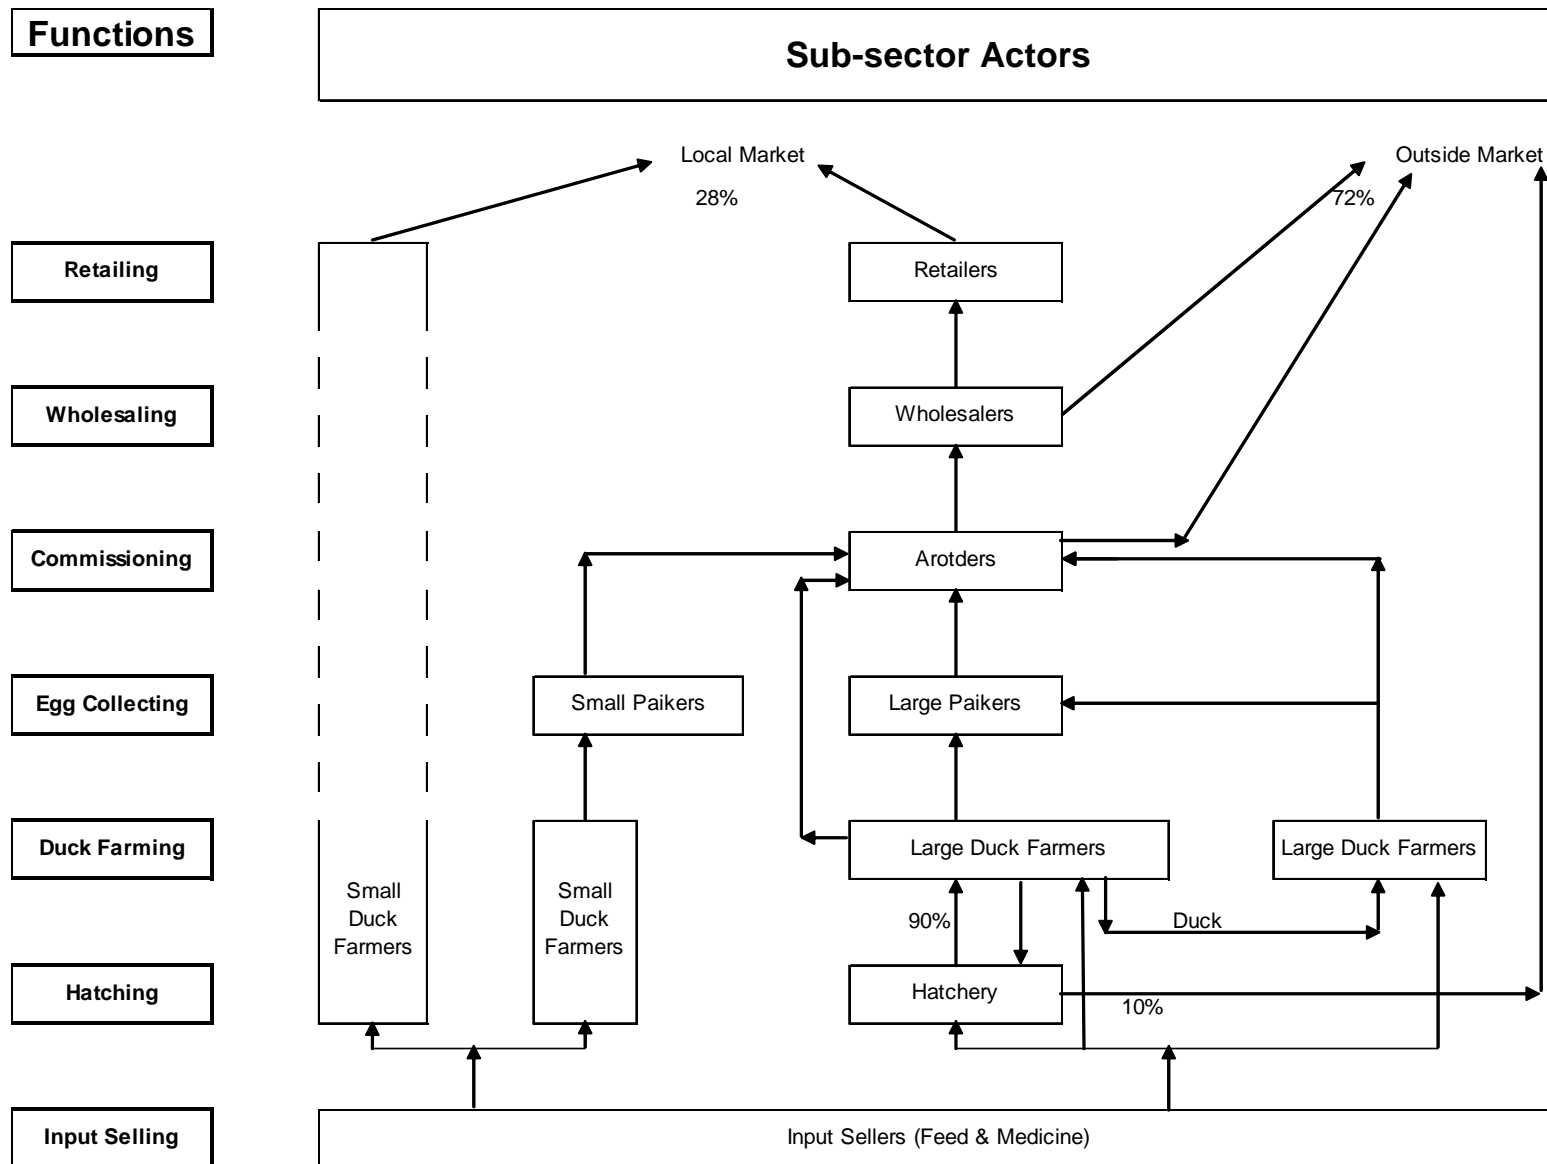 Functions
Sub-sector Actors
Local Market
Outside Market
28%
72%
Retailing
Retailers
Wholesaling
Wholesalers
Commissioning
Arotders
Egg Collecting
Small Paikers
Large Paikers
Duck Farming
Large Duck Farmers
Large Duck Farmers
Small
Duck
Farmers
Small
Duck
Farmers
90%
Duck
Hatching
Hatchery
10%
Input Selling
Input Sellers (Feed & Medicine)